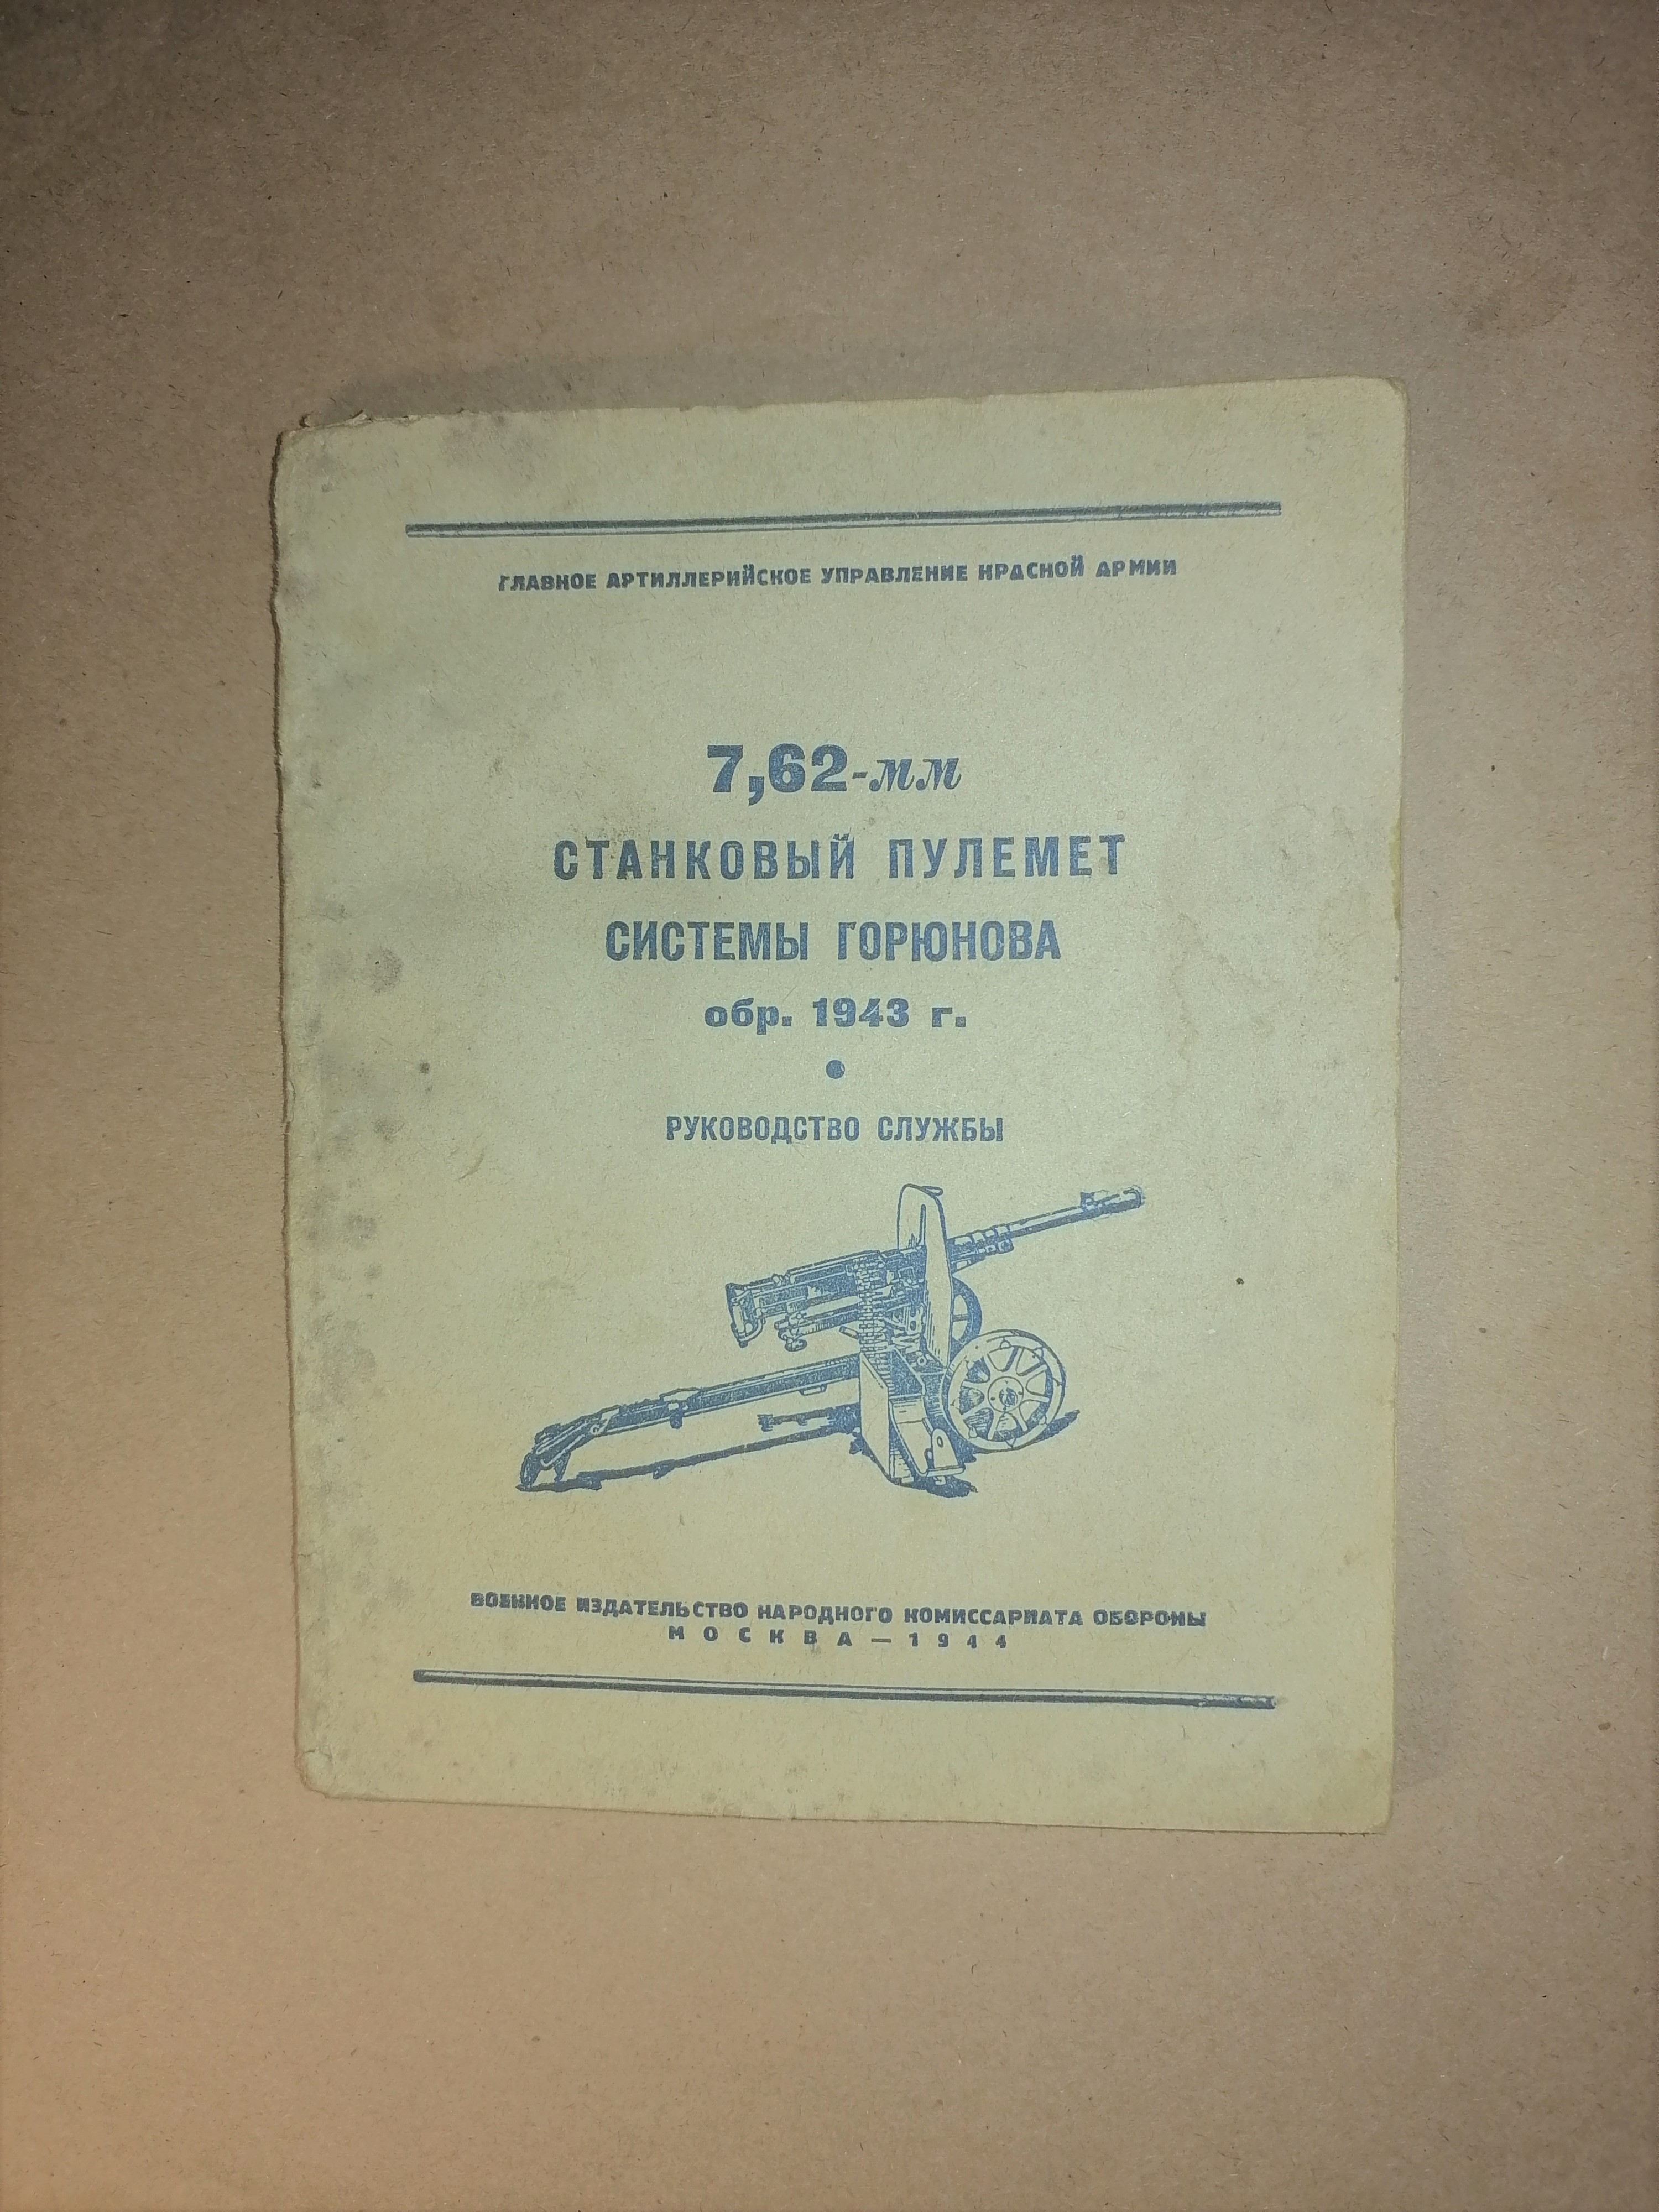 ГЛАВНОЕ АРТИЛЛЕРИЙСКОЕ УПРАВЛЕНИЕ КРАСНОЙ АРМИИ
7,62-мм
СТАНКОВЫЙ ПУЛЕМЕТ
СИСТЕМЫ ГОРЮНОВА
обр. 1943 г.
РУКОВОДСТВО СЛУЖБЫ
ВОЕННОЕ ИЗДАТЕЛЬСТВО НАРОДНОГО КОМИССАРИАТА ОБОРОНЫ
МОСКВА — 1944